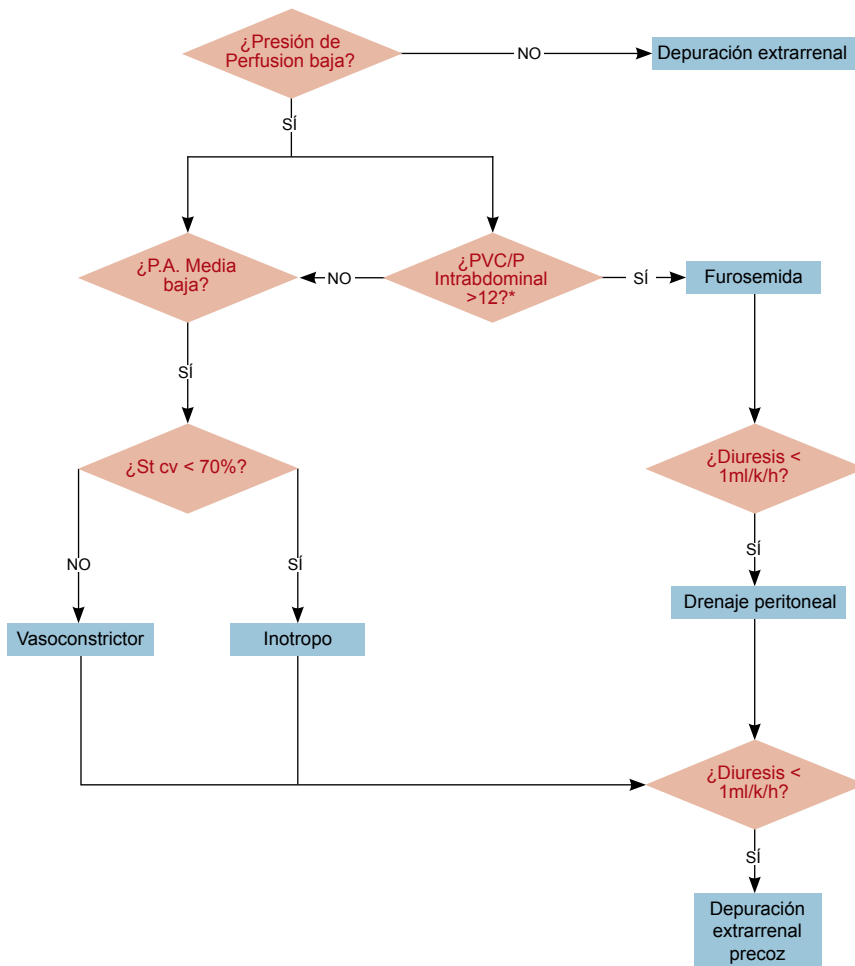 ¿Presión de
Perfusion baja?
NO
Depuración extrarrenal
SÍ
¿P.A. Media
baja?
NO
¿PVC/P
Intrabdominal
>12?*
SÍ
Furosemida
SÍ
¿St cv < 70%?
¿Diuresis <
1ml/k/h?
NO
SÍ
SÍ
Vasoconstrictor
Inotropo
Drenaje peritoneal
¿Diuresis <
1ml/k/h?
SÍ
Depuración
extrarrenal
precoz